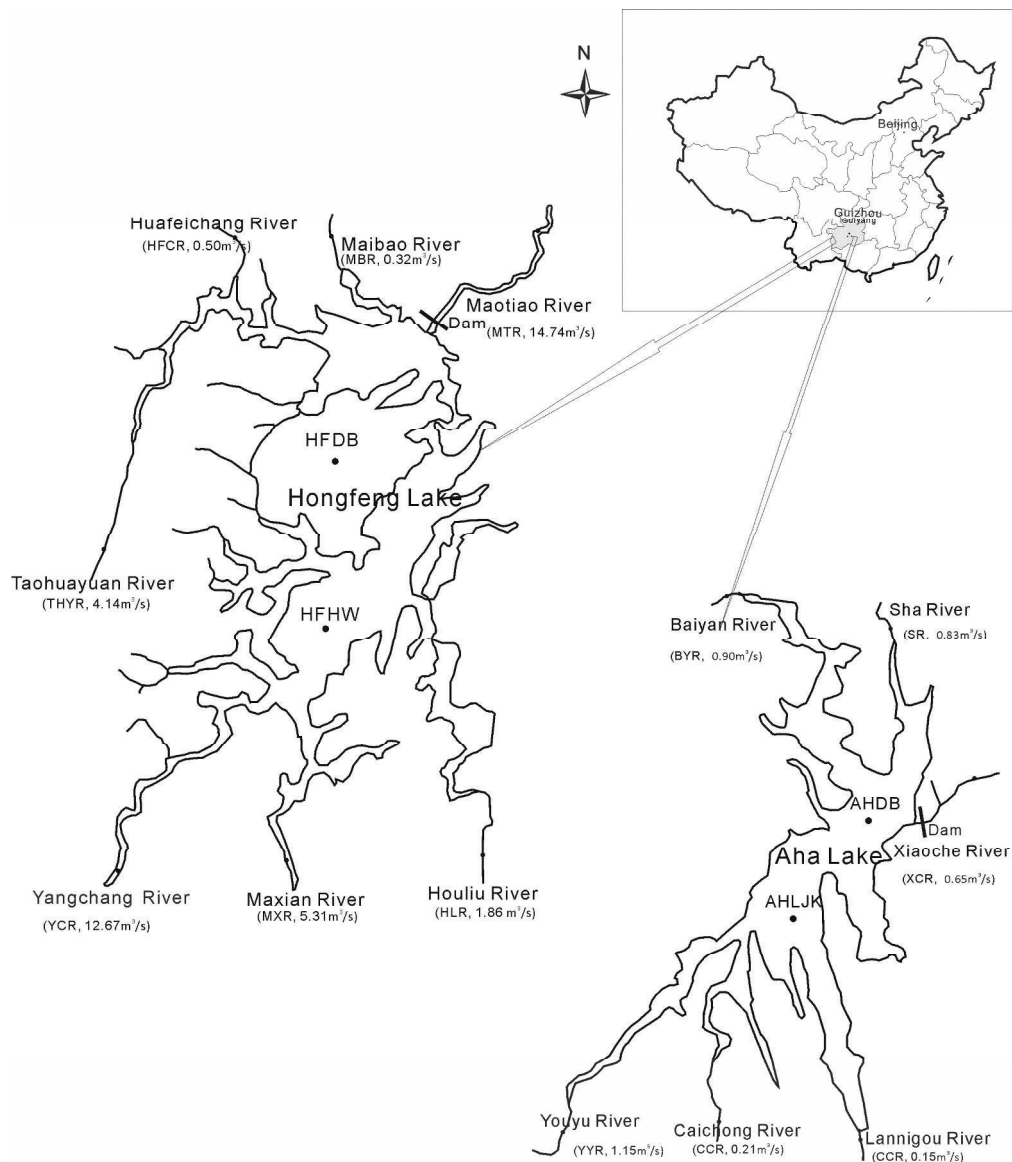 N
Beijing
Guizhou
Guiyang
Huafeichang River
(HFCR, 0.50m³/s)
Maibao River
(MBR, 0.32m³/s)
Maotiao River
Dam
(MTR, 14.74m³/s)
HFDB
Hongfeng Lake
Taohuayuan River
(THYR, 4.14m³/s)
HFHW
Baiyan River
(BYR, 0.90m³/s)
Sha River
(SR. 0.83m³/s)
AHDB
Dam
Aha Lake
Xiaoche River
(XCR, 0.65m³/s)
Yangchang River
(YCR, 12.67m³/s)
Maxian River
(MXR, 5.31m³/s)
Houliu River
(HLR, 1.86 m³/s)
AHLJK
Youyu River
(YYR, 1.15m³/s)
Caichong River
(CCR, 0.21m³/s)
Lannigou River
(CCR, 0.15m³/s)